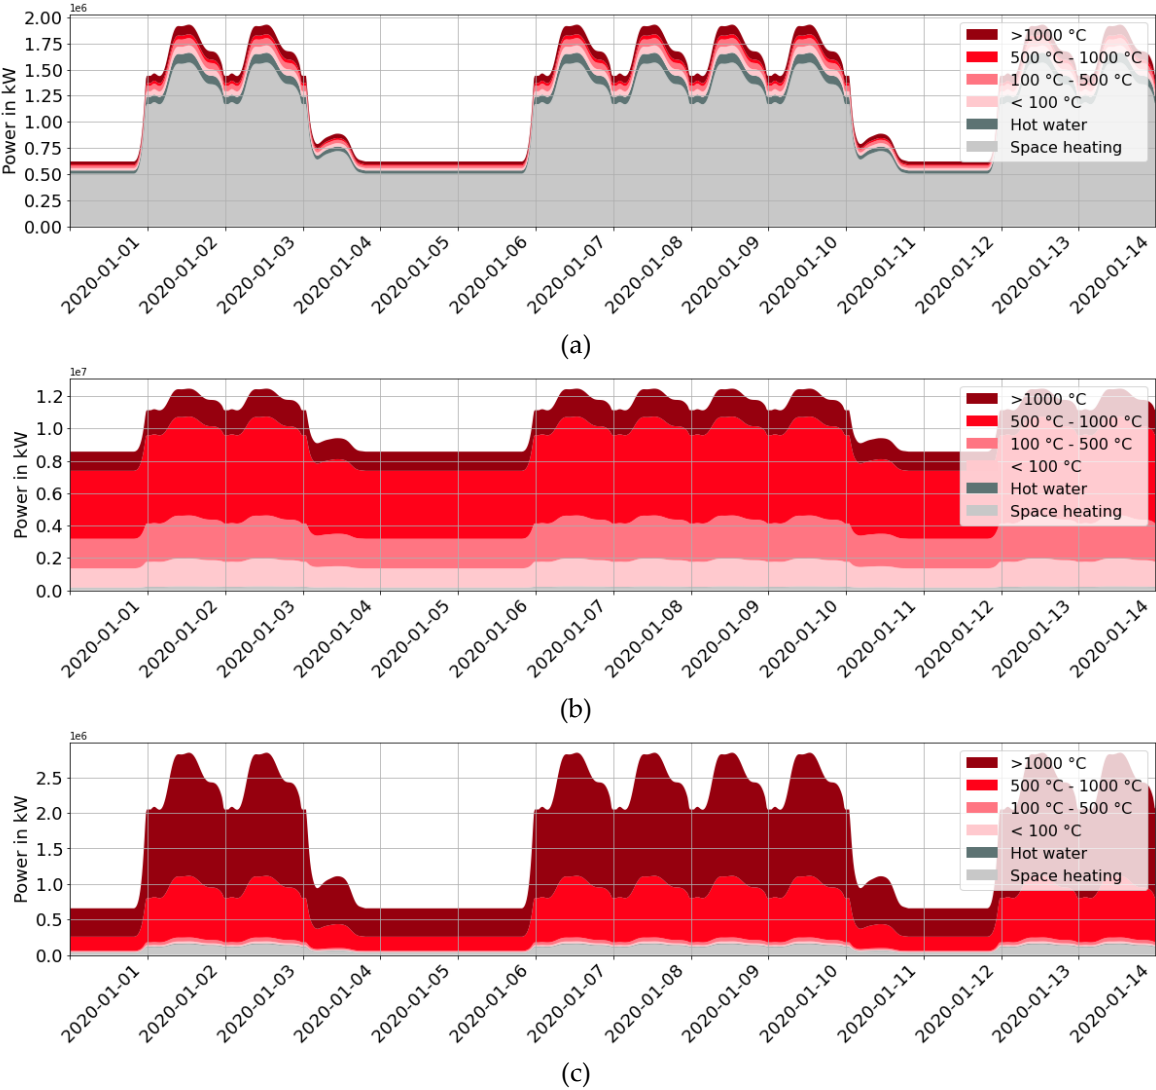 1e6
2.00
1.75
1.50
1.25
1.00
0.75
0.50
0.25
0.00
Power in kW
>1000 °C
500 °C - 1000 °C
100 °C - 500 °C
< 100 °C
Hot water
Space heating
2020-01-01
2020-01-02
2020-01-03
2020-01-04
2020-01-05
2020-01-06
2020-01-07
2020-01-08
2020-01-09
2020-01-10
2020-01-11
2020-01-12
2020-01-13
2020-01-14
(a)
1e7
1.2
1.0
0.8
0.6
0.4
0.2
0.0
Power in kW
>1000 °C
500 °C - 1000 °C
100 °C - 500 °C
< 100 °C
Hot water
Space heating
2020-01-01
2020-01-02
2020-01-03
2020-01-04
2020-01-05
2020-01-06
2020-01-07
2020-01-08
2020-01-09
2020-01-10
2020-01-11
2020-01-12
2020-01-13
2020-01-14
(b)
1e6
2.5
2.0
1.5
1.0
0.5
0.0
Power in kW
>1000 °C
500 °C - 1000 °C
100 °C - 500 °C
< 100 °C
Hot water
Space heating
2020-01-01
2020-01-02
2020-01-03
2020-01-04
2020-01-05
2020-01-06
2020-01-07
2020-01-08
2020-01-09
2020-01-10
2020-01-11
2020-01-12
2020-01-13
2020-01-14
(c)